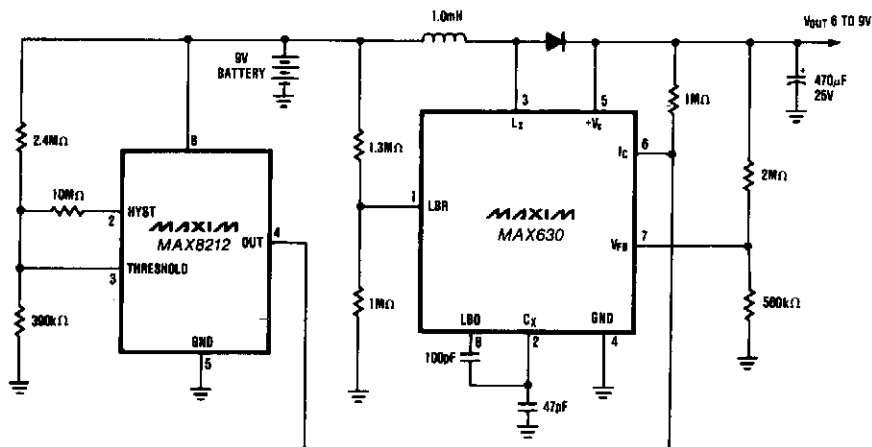 1.0mH
VOUT 6 TO 9V
9V
BATTERY
470µF
25V
+
3
5
1MΩ
8
LX
+VS
2.4MΩ
1.3MΩ
IC
6
10MΩ
1
LBR
2MΩ
2
HYST
MAXIM
MAX8212
4
OUT
MAXIM
MAX630
VFB
7
3
THRESHOLD
390kΩ
1MΩ
560kΩ
GND
5
LBD
CX
GND
8
2
4
100pF
47pF